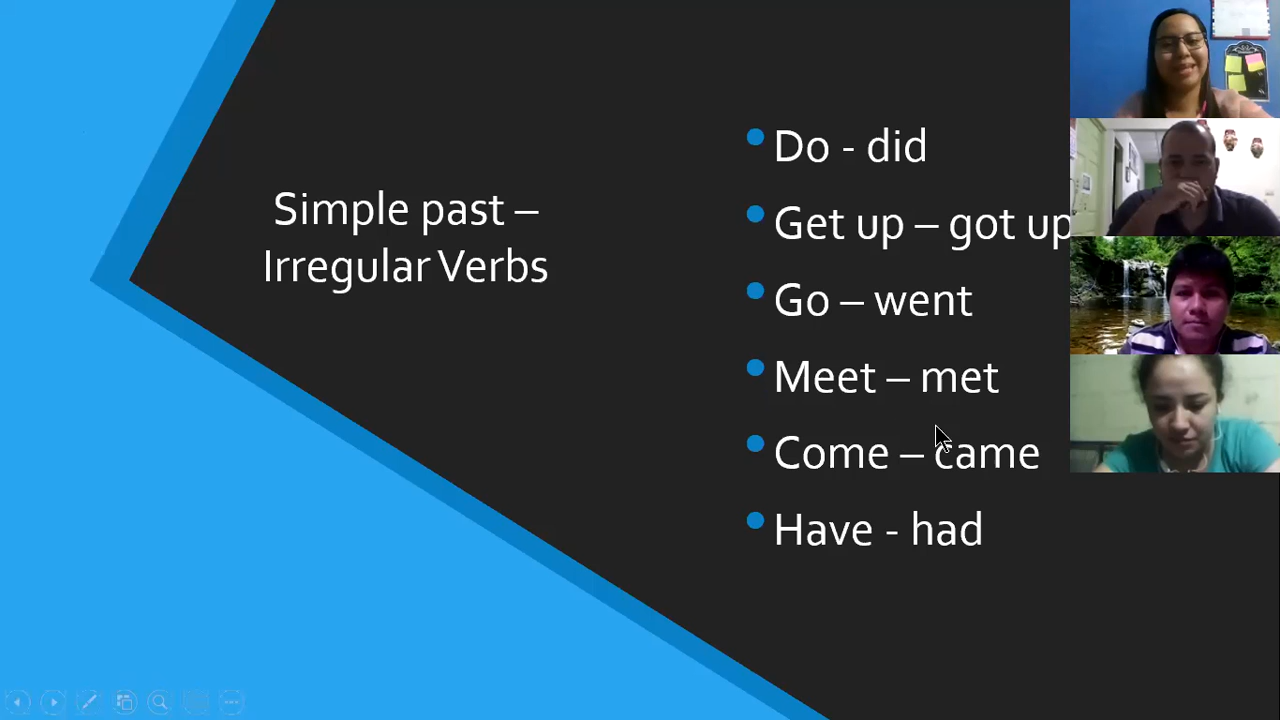 Simple past –
Irregular Verbs
Do - did
Get up – got up
Go – went
Meet – met
Come – came
Have - had